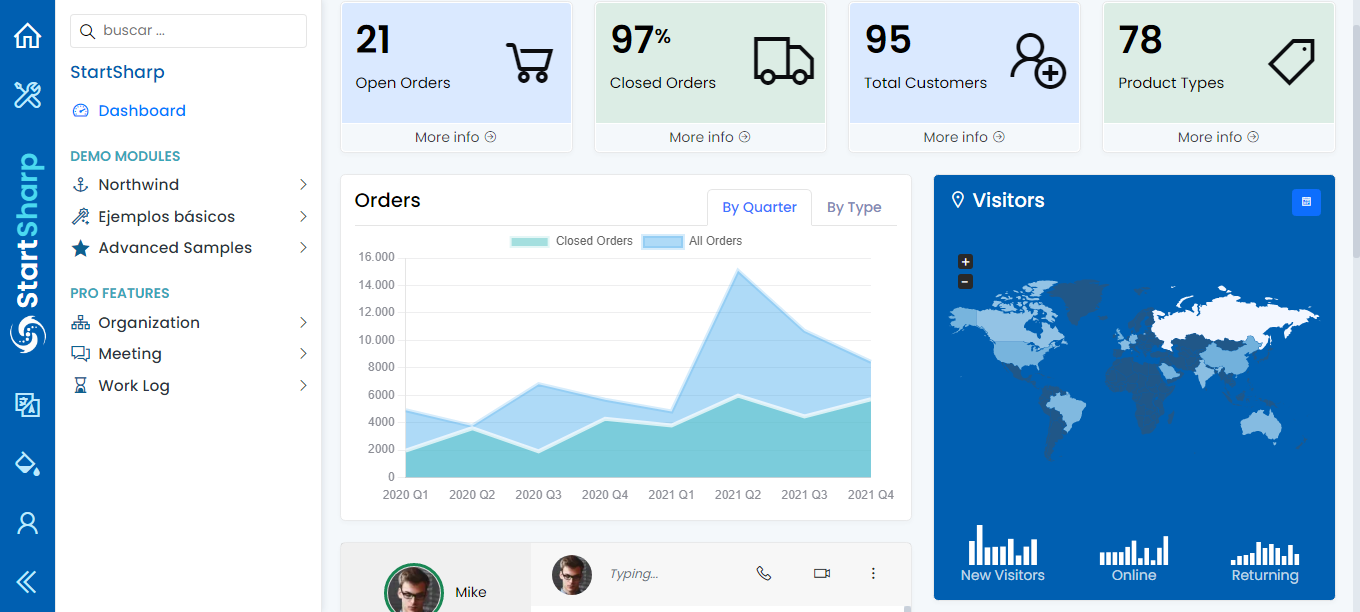 StartSharp
buscar ...
StartSharp
Dashboard
DEMO MODULES
Northwind
Ejemplos básicos
Advanced Samples
PRO FEATURES
Organization
Meeting
Work Log
21
Open Orders
More info
97%
Closed Orders
More info
95
Total Customers
More info
78
Product Types
More info
Orders
By Quarter
By Type
Closed Orders
All Orders
16.000
14.000
12.000
10.000
8000
6000
4000
2000
0
2020 Q1
2020 Q2
2020 Q3
2020 Q4
2021 Q1
2021 Q2
2021 Q3
2021 Q4
Visitors
+
−
New Visitors
Online
Returning
Mike
Typing...